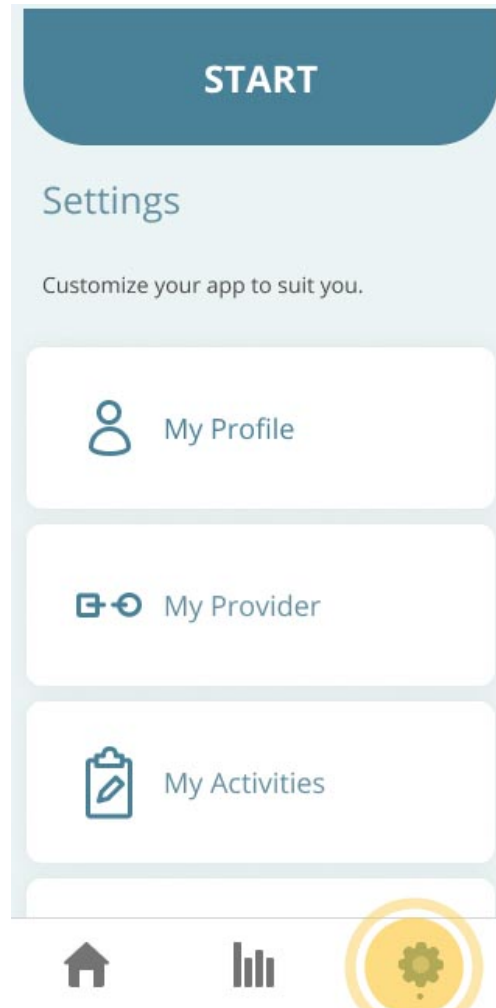 START
Settings
Customize your app to suit you.
My Profile
My Provider
My Activities